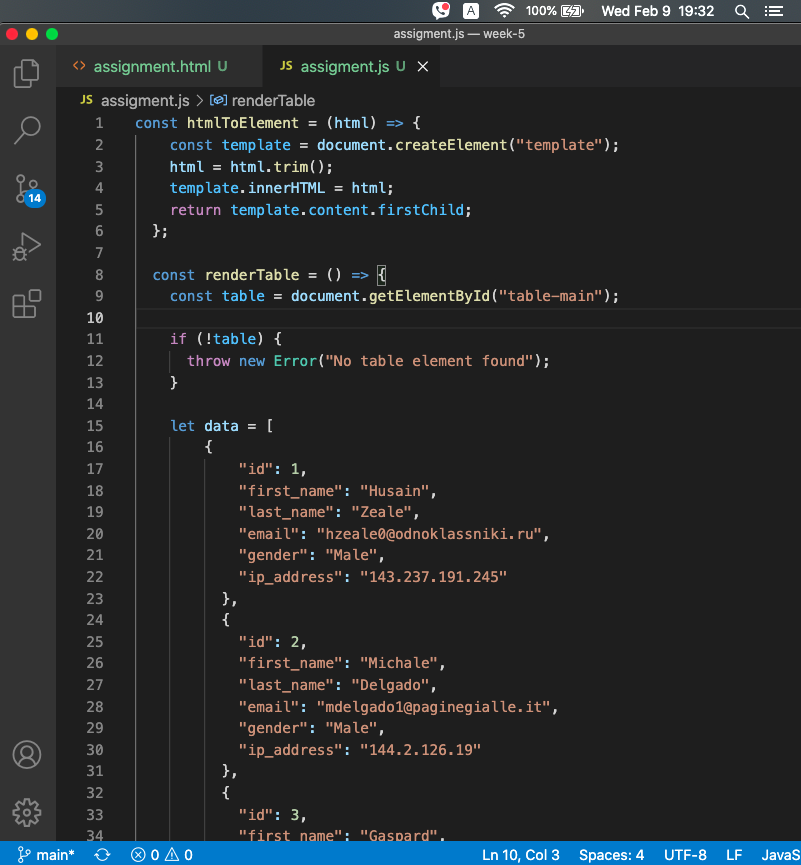 A 100% Wed Feb 9 19:32
assigment.js — week-5
<> assignment.html U JS assigment.js U ×
JS assigment.js > renderTable
1 const htmlToElement = (html) => {
2 const template = document.createElement("template");
3 html = html.trim();
4 template.innerHTML = html;
5 return template.content.firstChild;
6 };
7
8 const renderTable = () => {
9 const table = document.getElementById("table-main");
10
11 if (!table) {
12 throw new Error("No table element found");
13 }
14
15 let data = [
16 {
17 "id": 1,
18 "first_name": "Husain",
19 "last_name": "Zeale",
20 "email": "hzeale0@odnoklassniki.ru",
21 "gender": "Male",
22 "ip_address": "143.237.191.245"
23 },
24 {
25 "id": 2,
26 "first_name": "Michale",
27 "last_name": "Delgado",
28 "email": "mdelgado1@paginegialle.it",
29 "gender": "Male",
30 "ip_address": "144.2.126.19"
31 },
32 {
33 "id": 3,
34 "first_name": "Gaspard",
14
main* 0 0 Ln 10, Col 3 Spaces: 4 UTF-8 LF JavaS